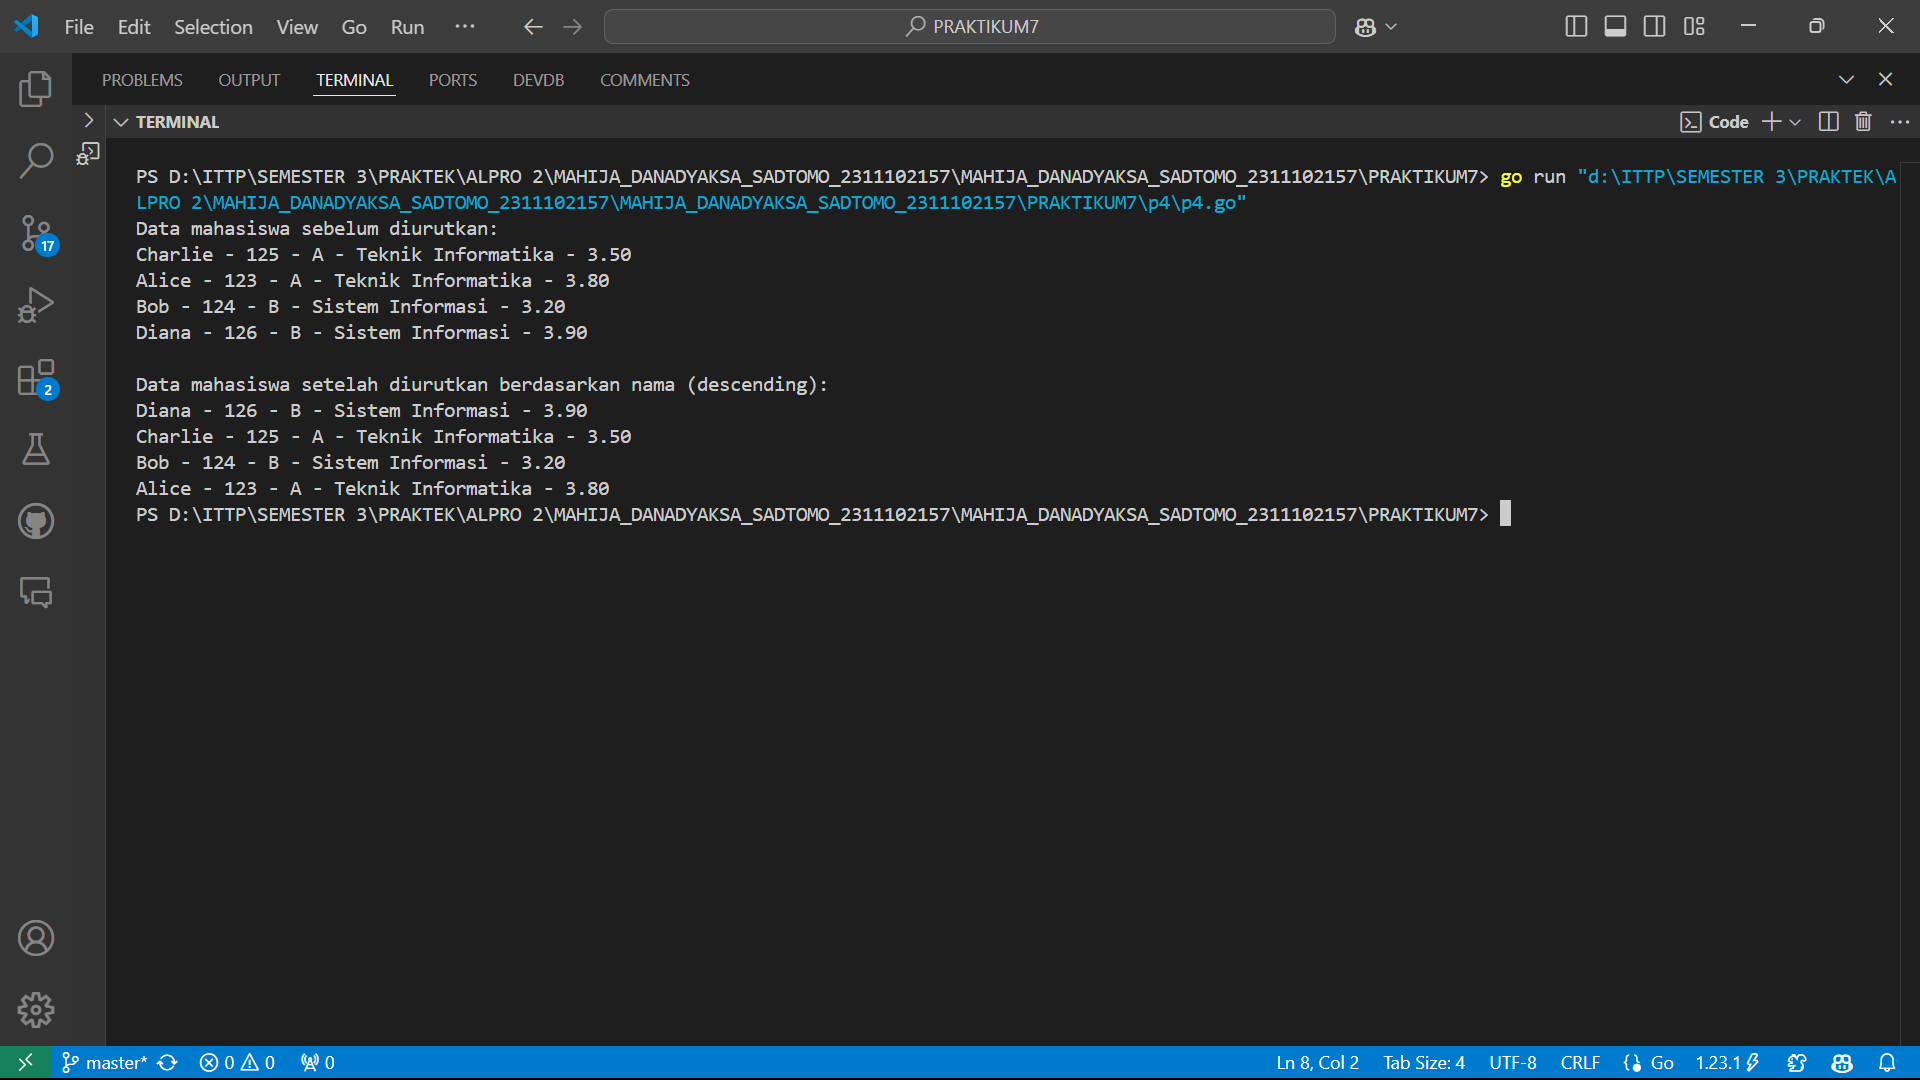 File Edit Selection View Go Run ··· PRAKTIKUM7
PROBLEMS OUTPUT TERMINAL PORTS DEVDB COMMENTS
TERMINAL Code
PS D:\ITTP\SEMESTER 3\PRAKTEK\ALPRO 2\MAHIJA_DANADYAKSA_SADTOMO_2311102157\MAHIJA_DANADYAKSA_SADTOMO_2311102157\PRAKTIKUM7> go run "d:\ITTP\SEMESTER 3\PRAKTEK\A
LPRO 2\MAHIJA_DANADYAKSA_SADTOMO_2311102157\MAHIJA_DANADYAKSA_SADTOMO_2311102157\PRAKTIKUM7\p4\p4.go"
Data mahasiswa sebelum diurutkan:
Charlie - 125 - A - Teknik Informatika - 3.50
Alice - 123 - A - Teknik Informatika - 3.80
Bob - 124 - B - Sistem Informasi - 3.20
Diana - 126 - B - Sistem Informasi - 3.90
17
2
Data mahasiswa setelah diurutkan berdasarkan nama (descending):
Diana - 126 - B - Sistem Informasi - 3.90
Charlie - 125 - A - Teknik Informatika - 3.50
Bob - 124 - B - Sistem Informasi - 3.20
Alice - 123 - A - Teknik Informatika - 3.80
PS D:\ITTP\SEMESTER 3\PRAKTEK\ALPRO 2\MAHIJA_DANADYAKSA_SADTOMO_2311102157\MAHIJA_DANADYAKSA_SADTOMO_2311102157\PRAKTIKUM7>
master* 0 0 0 Ln 8, Col 2 Tab Size: 4 UTF-8 CRLF Go 1.23.1